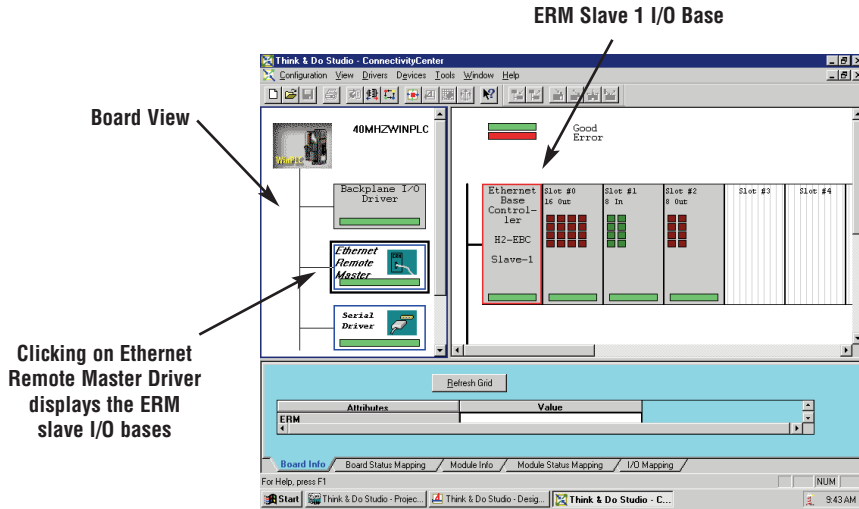 ERM Slave 1 I/O Base
Board View
Clicking on Ethernet
Remote Master Driver
displays the ERM
slave I/O bases
Think & Do Studio - ConnectivityCenter
Configuration View Drivers Devices Tools Window Help
40MHZWINPLC
WinPLC
Backplane I/O
Driver
Ethernet
Remote
Master
Serial
Driver
Good
Error
Ethernet
Base
Control-
ler
H2-EBC
Slave-1
Slot #0
16 Out
Slot #1
8 In
Slot #2
8 Out
Slot #3
Slot #4
Refresh Grid
Attributes Value
ERM
Board Info Board Status Mapping Module Info Module Status Mapping I/O Mapping
For Help, press F1
NUM
Start Think & Do Studio - Projec... Think & Do Studio - Desig... Think & Do Studio - C... 9:43 AM